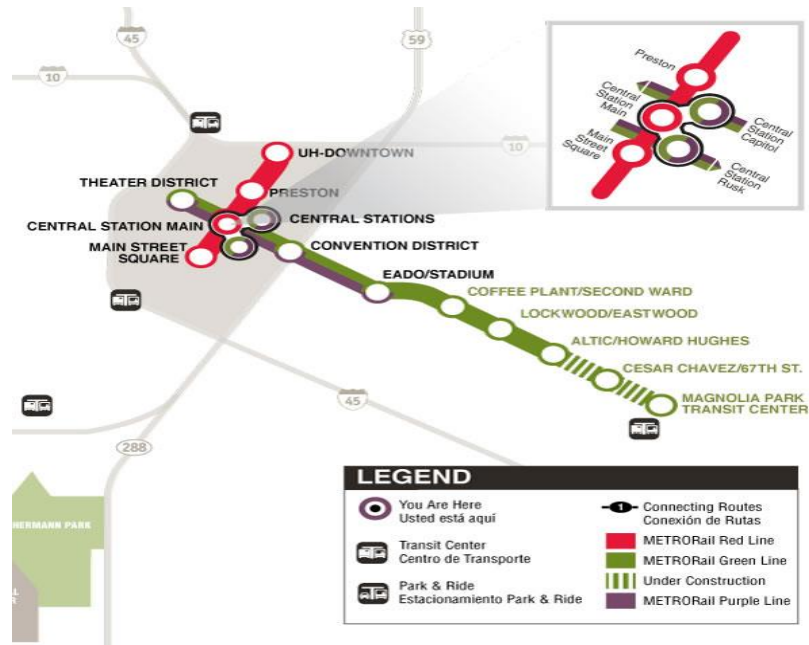 45
59
10
10
UH-DOWNTOWN
THEATER DISTRICT
PRESTON
CENTRAL STATION MAIN
CENTRAL STATIONS
MAIN STREET
SQUARE
CONVENTION DISTRICT
EADO/STADIUM
COFFEE PLANT/SECOND WARD
LOCKWOOD/EASTWOOD
ALTIC/HOWARD HUGHES
CESAR CHAVEZ/67TH ST.
MAGNOLIA PARK
TRANSIT CENTER
45
288
HERMANN PARK
Preston
Central
Station
Main
Main
Street
Square
Central
Station
Capitol
Central
Station
Rusk
LEGEND
You Are Here
Usted está aquí
Transit Center
Centro de Transporte
Park & Ride
Estacionamiento Park & Ride
1
Connecting Routes
Conexión de Rutas
METRORail Red Line
METRORail Green Line
Under Construction
METRORail Purple Line